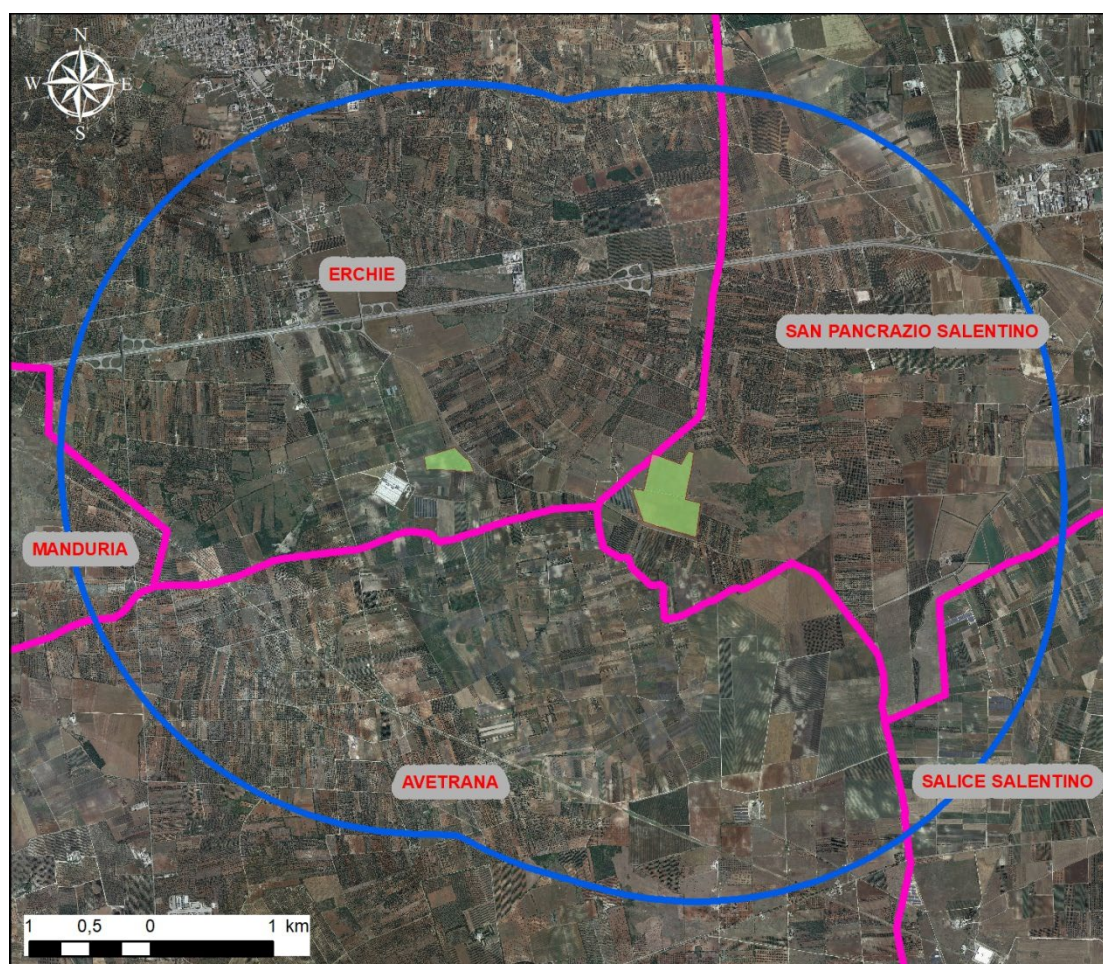 N
W E
S
ERCHIE
SAN PANCRAZIO SALENTINO
MANDURIA
AVETRANA
SALICE SALENTINO
1 0,5 0 1 km